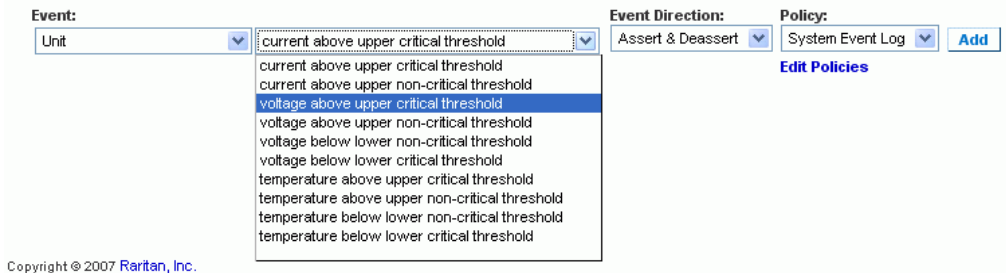 Event:
Event Direction:
Policy:
Unit
current above upper critical threshold
Assert & Deassert
System Event Log
Add
Edit Policies
current above upper critical threshold
current above upper non-critical threshold
voltage above upper critical threshold
voltage above upper non-critical threshold
voltage below lower non-critical threshold
voltage below lower critical threshold
temperature above upper critical threshold
temperature above upper non-critical threshold
temperature below lower non-critical threshold
temperature below lower critical threshold
Copyright © 2007 Raritan, Inc.